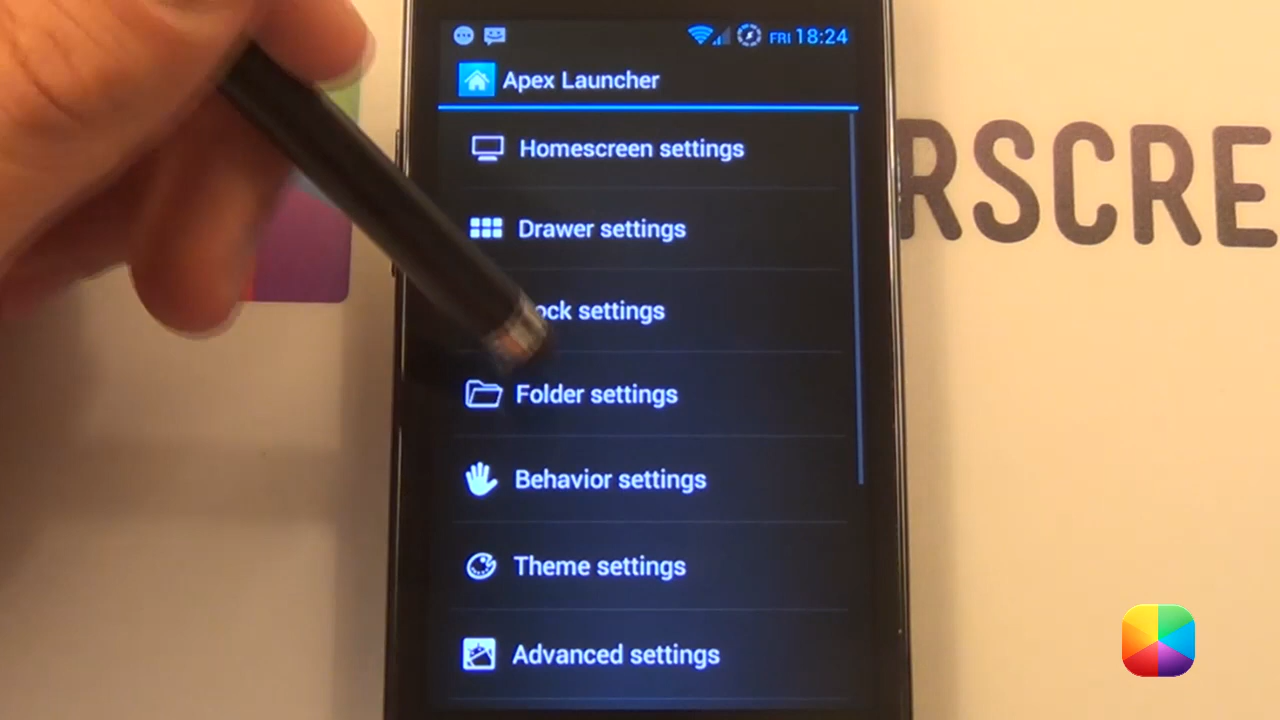 FRI 18:24
Apex Launcher
Homescreen settings
Drawer settings
ock settings
Folder settings
Behavior settings
Theme settings
Advanced settings
RSCRE